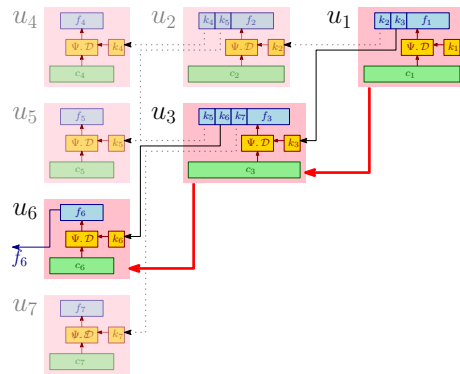 u₄ f₄ u₂ k₄ k₅ f₂ u₁ k₂ k₃ f₁
Ψ.𝒟 k₄ Ψ.𝒟 k₂ Ψ.𝒟 k₁
c₄ c₂ c₁
u₅ f₅ u₃ k₅ k₆ k₇ f₃
Ψ.𝒟 k₅ Ψ.𝒟 k₃
c₅ c₃
u₆ f₆
Ψ.𝒟 k₆
f₆
c₆
u₇ f₇
Ψ.𝒟 k₇
c₇